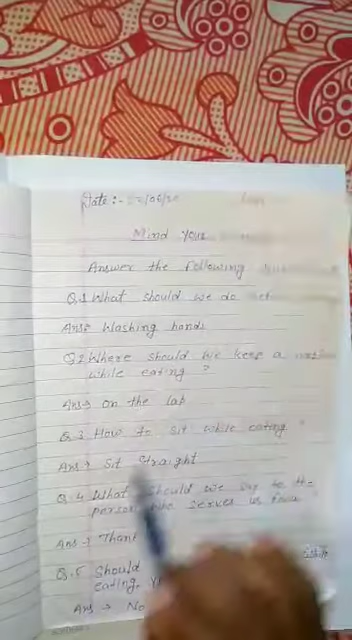 Date :- /06/20
Mind Your
Answer the following
Q.1 What should we do
Ans Washing hands
Q.2 Where should we keep a
while eating ?
Ans → on the lap
Q.3 How to sit while eating ?
Ans → Sit Straight
Q.4 What should we say to the
person who serves us
Ans → Thank
Q.5 Should
eating
Ans → No